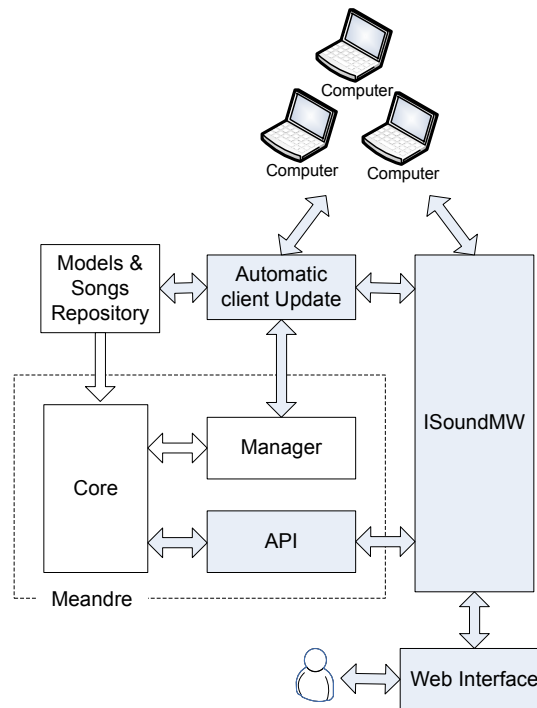 Computer
Computer
Computer
Models &
Songs
Repository
Automatic
client Update
ISoundMW
Manager
Core
API
Meandre
Web Interface